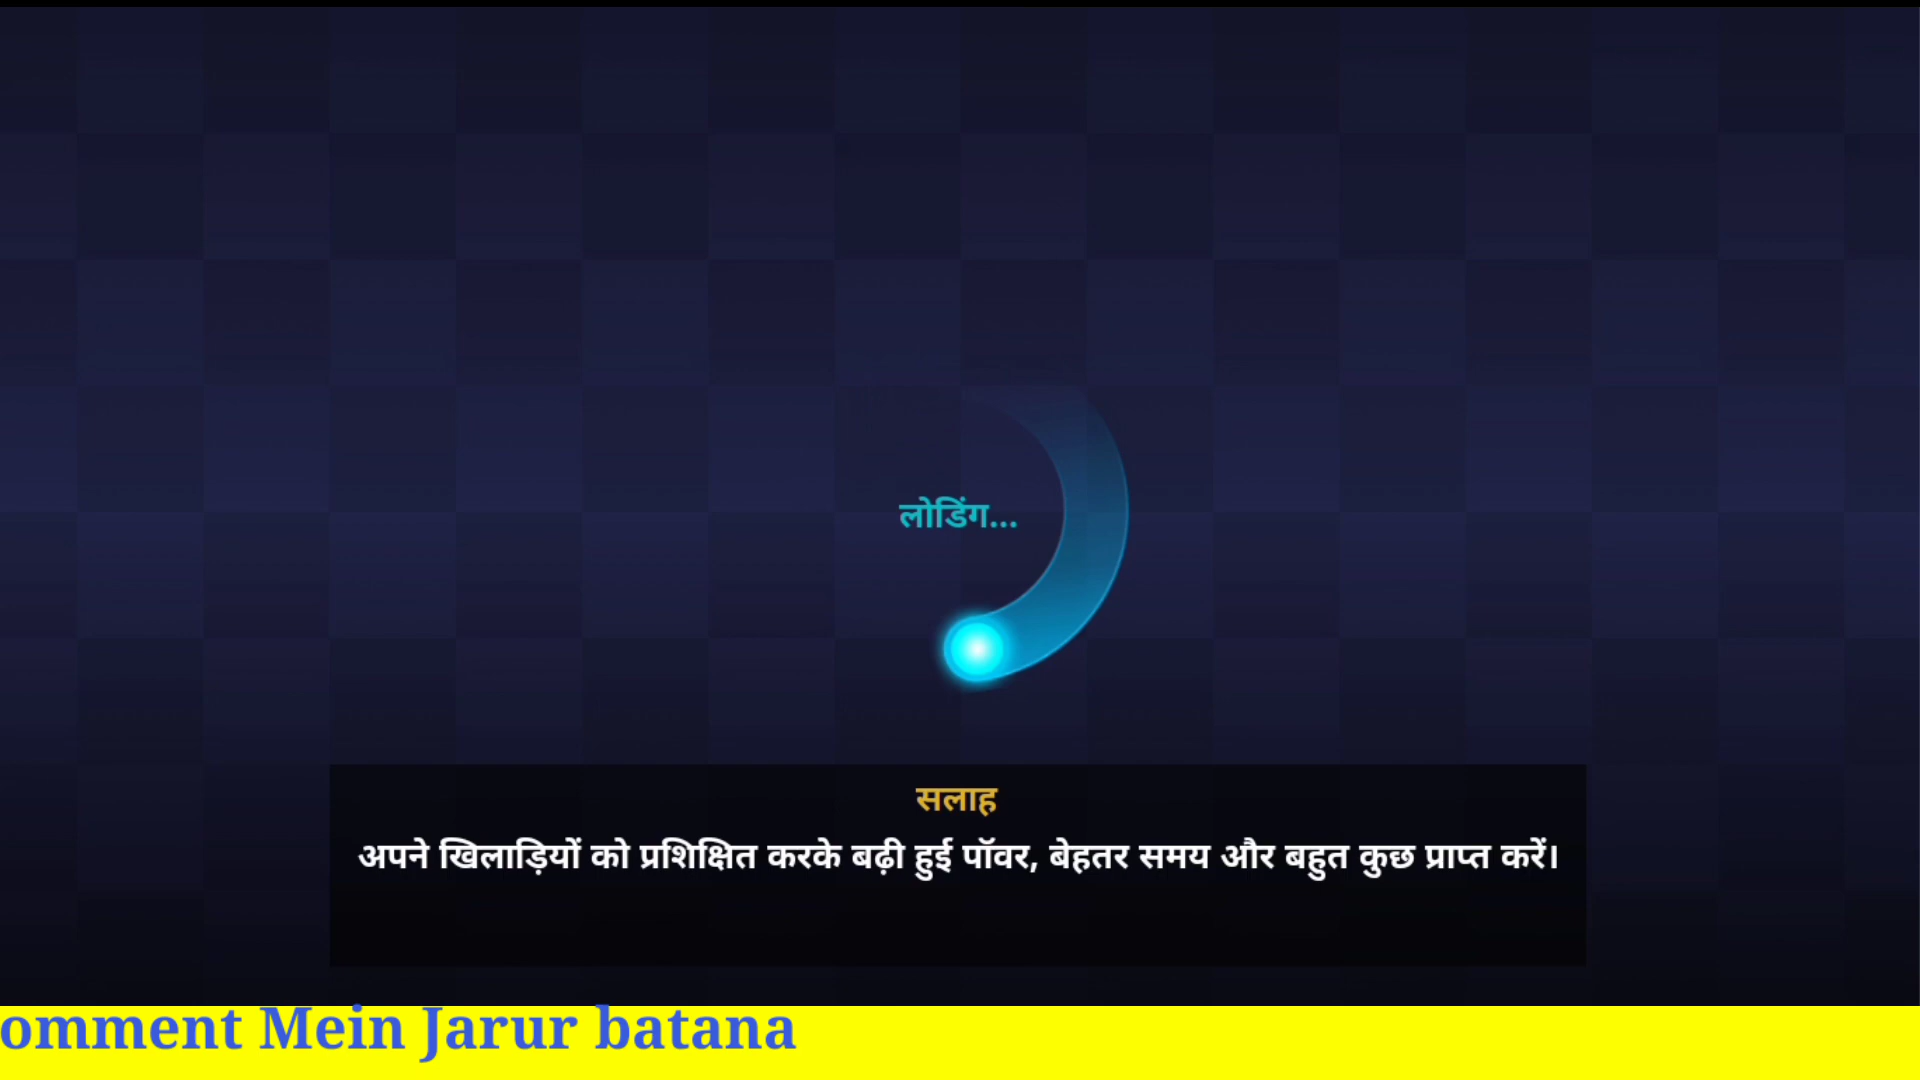 लोडिंग...
सलाह
अपने खिलाड़ियों को प्रशिक्षित करके बढ़ी हुई पॉवर, बेहतर समय और बहुत कुछ प्राप्त करें।
omment Mein Jarur batana